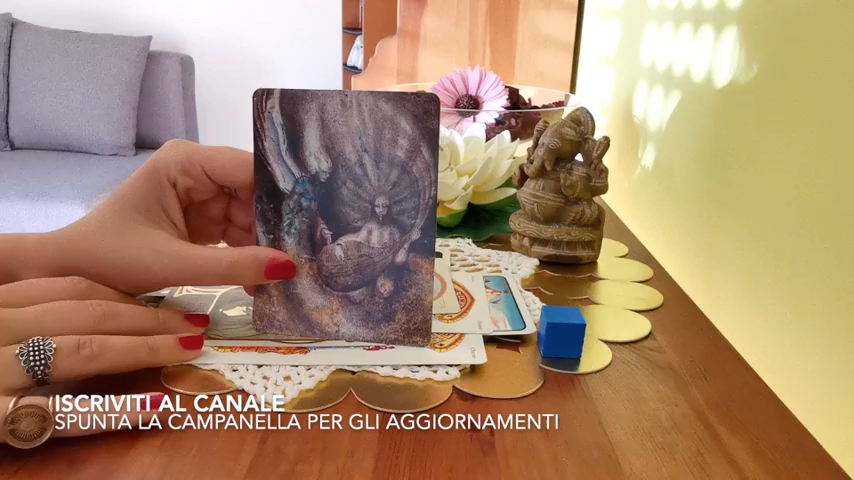 ISCRIVITI AL CANALE
SPUNTA LA CAMPANELLA PER GLI AGGIORNAMENTI